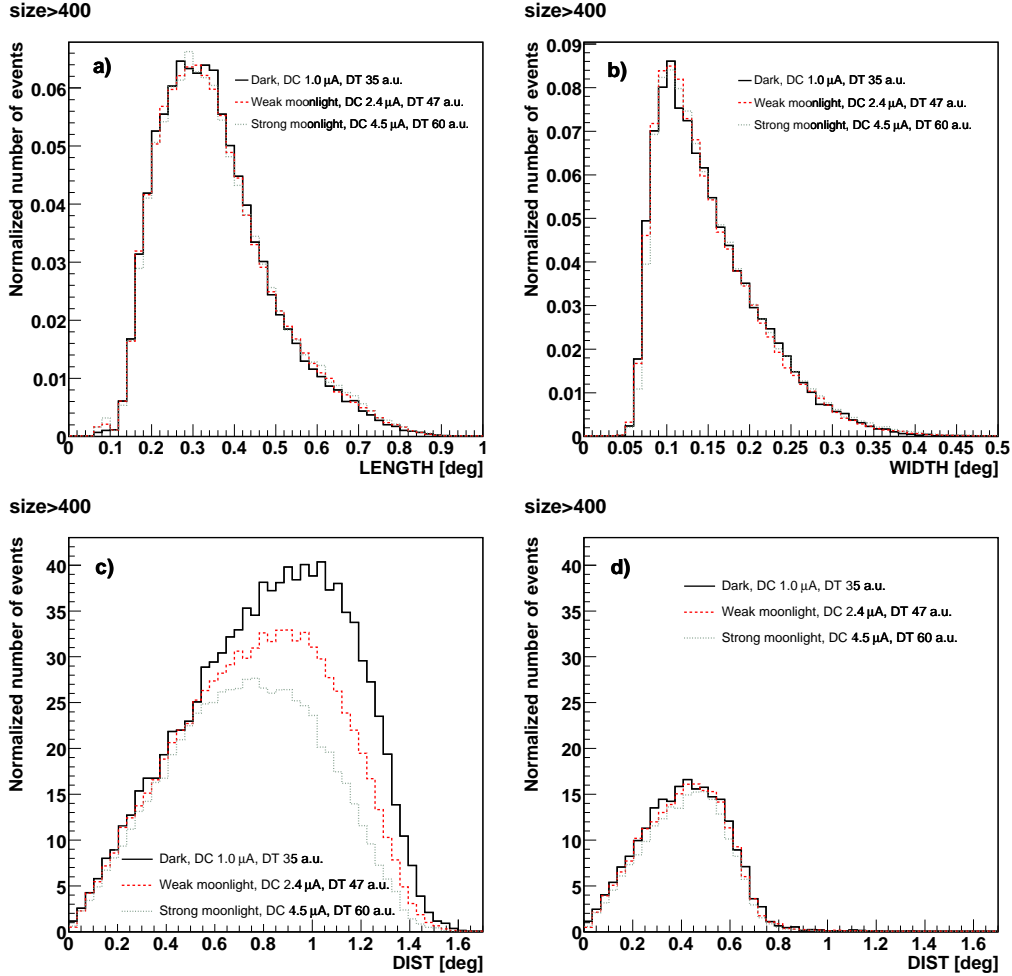 size>400
a)
Normalized number of events
Dark, DC 1.0 μA, DT 35 a.u.
Weak moonlight, DC 2.4 μA, DT 47 a.u.
Strong moonlight, DC 4.5 μA, DT 60 a.u.
0.06
0.05
0.04
0.03
0.02
0.01
0
0 0.1 0.2 0.3 0.4 0.5 0.6 0.7 0.8 0.9 1
LENGTH [deg]
size>400
b)
Normalized number of events
Dark, DC 1.0 μA, DT 35 a.u.
Weak moonlight, DC 2.4 μA, DT 47 a.u.
Strong moonlight, DC 4.5 μA, DT 60 a.u.
0.09
0.08
0.07
0.06
0.05
0.04
0.03
0.02
0.01
0
0 0.05 0.1 0.15 0.2 0.25 0.3 0.35 0.4 0.45 0.5
WIDTH [deg]
size>400
c)
Normalized number of events
40
35
30
25
20
15
10
5
0
Dark, DC 1.0 μA, DT 35 a.u.
Weak moonlight, DC 2.4 μA, DT 47 a.u.
Strong moonlight, DC 4.5 μA, DT 60 a.u.
0 0.2 0.4 0.6 0.8 1 1.2 1.4 1.6
DIST [deg]
size>400
d)
Normalized number of events
Dark, DC 1.0 μA, DT 35 a.u.
Weak moonlight, DC 2.4 μA, DT 47 a.u.
Strong moonlight, DC 4.5 μA, DT 60 a.u.
40
35
30
25
20
15
10
5
0
0 0.2 0.4 0.6 0.8 1 1.2 1.4 1.6
DIST [deg]